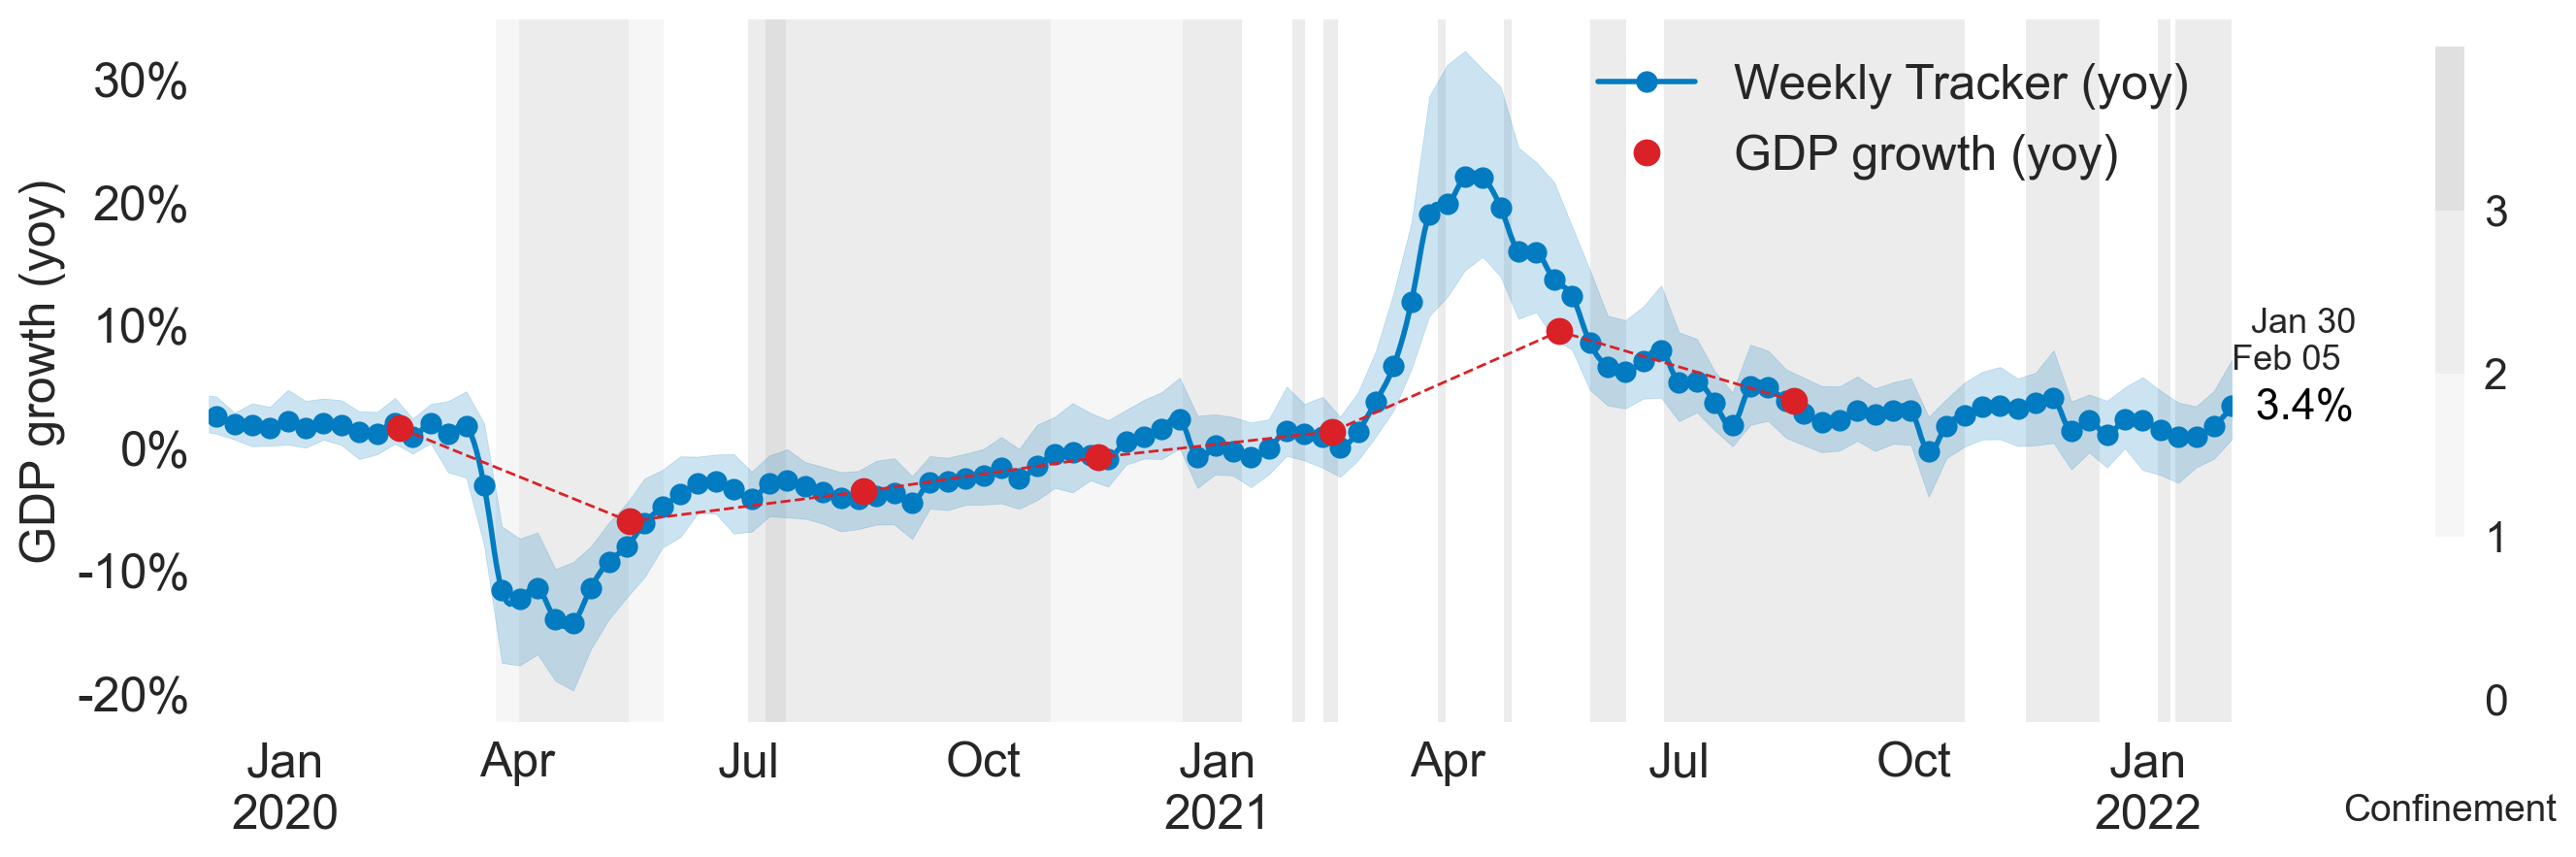 GDP growth (yoy)
30%
20%
10%
0%
-10%
-20%
Weekly Tracker (yoy)
GDP growth (yoy)
Jan 30
Feb 05
3.4%
3
2
1
0
Jan Apr Jul Oct Jan Apr Jul Oct Jan
2020 2021 2022
Confinement